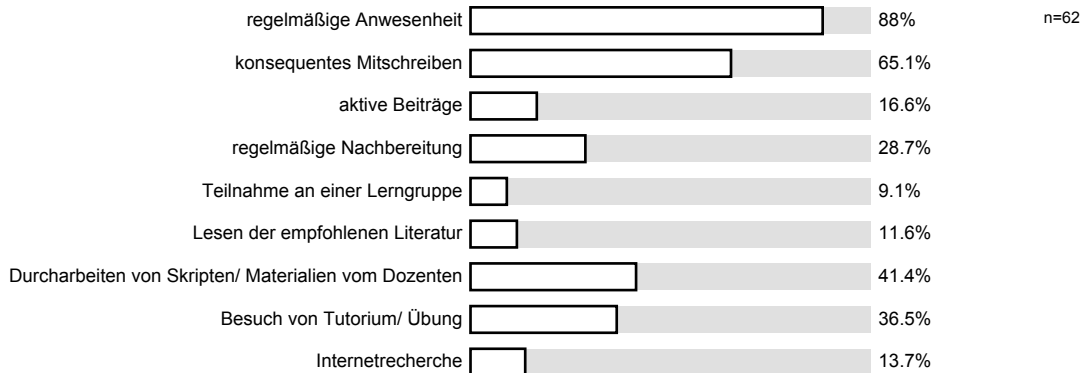 regelmäßige Anwesenheit 88% n=62
konsequentes Mitschreiben 65.1%
aktive Beiträge 16.6%
regelmäßige Nachbereitung 28.7%
Teilnahme an einer Lerngruppe 9.1%
Lesen der empfohlenen Literatur 11.6%
Durcharbeiten von Skripten/ Materialien vom Dozenten 41.4%
Besuch von Tutorium/ Übung 36.5%
Internetrecherche 13.7%